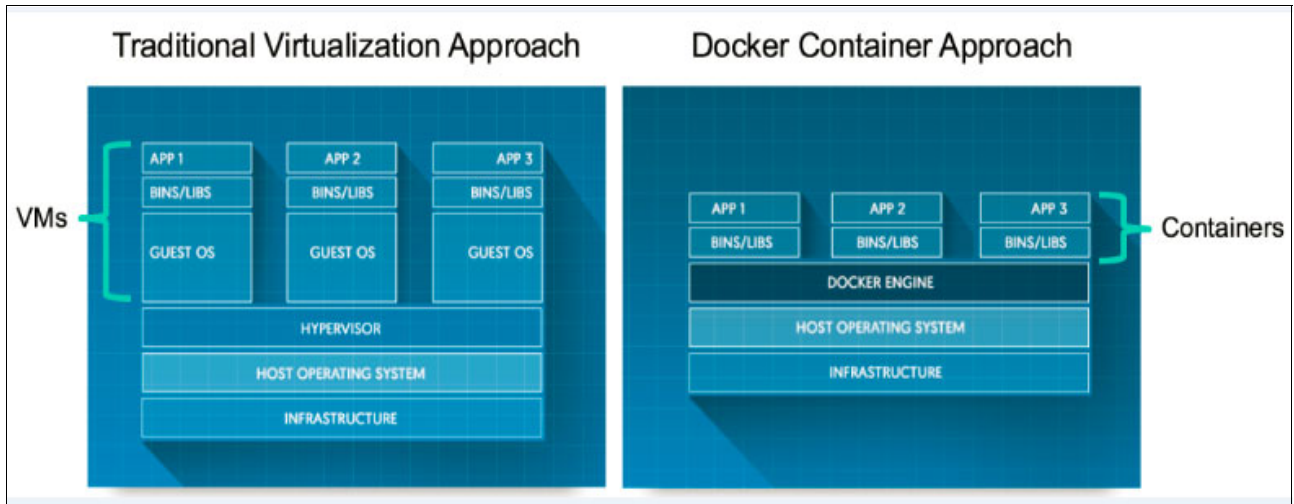 Traditional Virtualization Approach
Docker Container Approach
VMs
APP 1
APP 2
APP 3
BINS/LIBS
BINS/LIBS
BINS/LIBS
GUEST OS
GUEST OS
GUEST OS
HYPERVISOR
HOST OPERATING SYSTEM
INFRASTRUCTURE
APP 1
APP 2
APP 3
BINS/LIBS
BINS/LIBS
BINS/LIBS
Containers
DOCKER ENGINE
HOST OPERATING SYSTEM
INFRASTRUCTURE